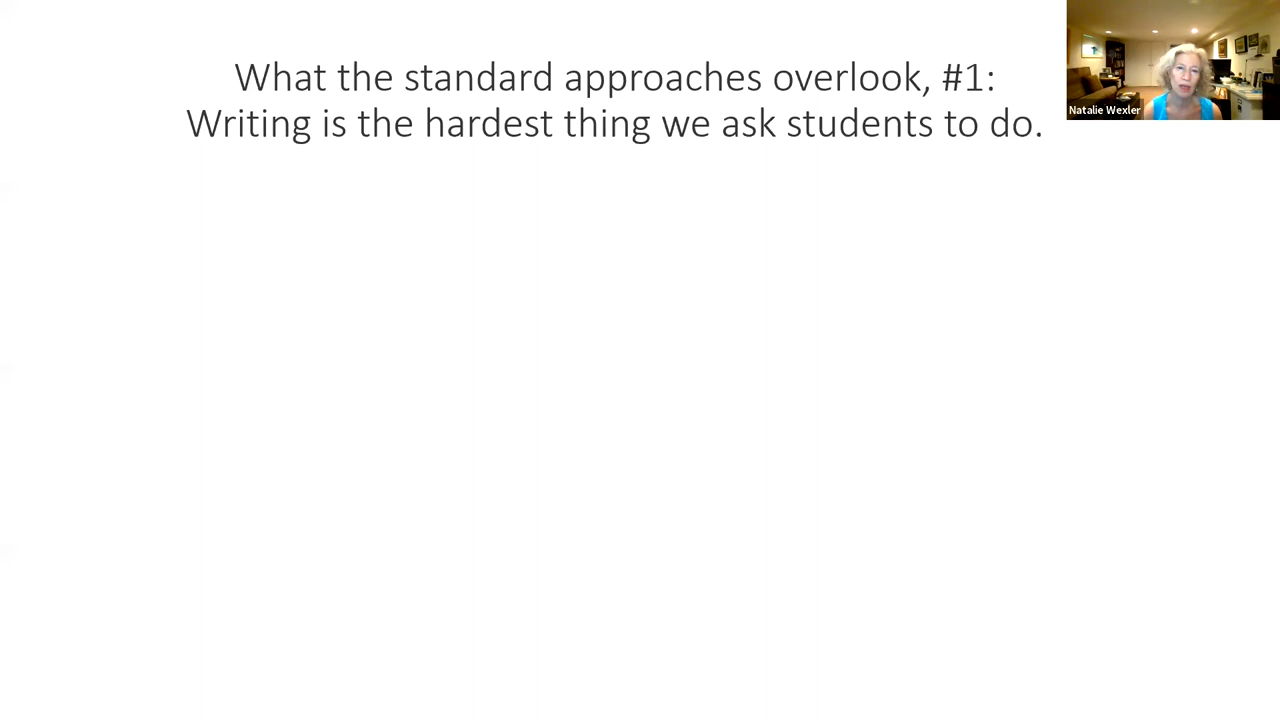 What the standard approaches overlook, #1:
Writing is the hardest thing we ask students to do.
Natalie Wexler